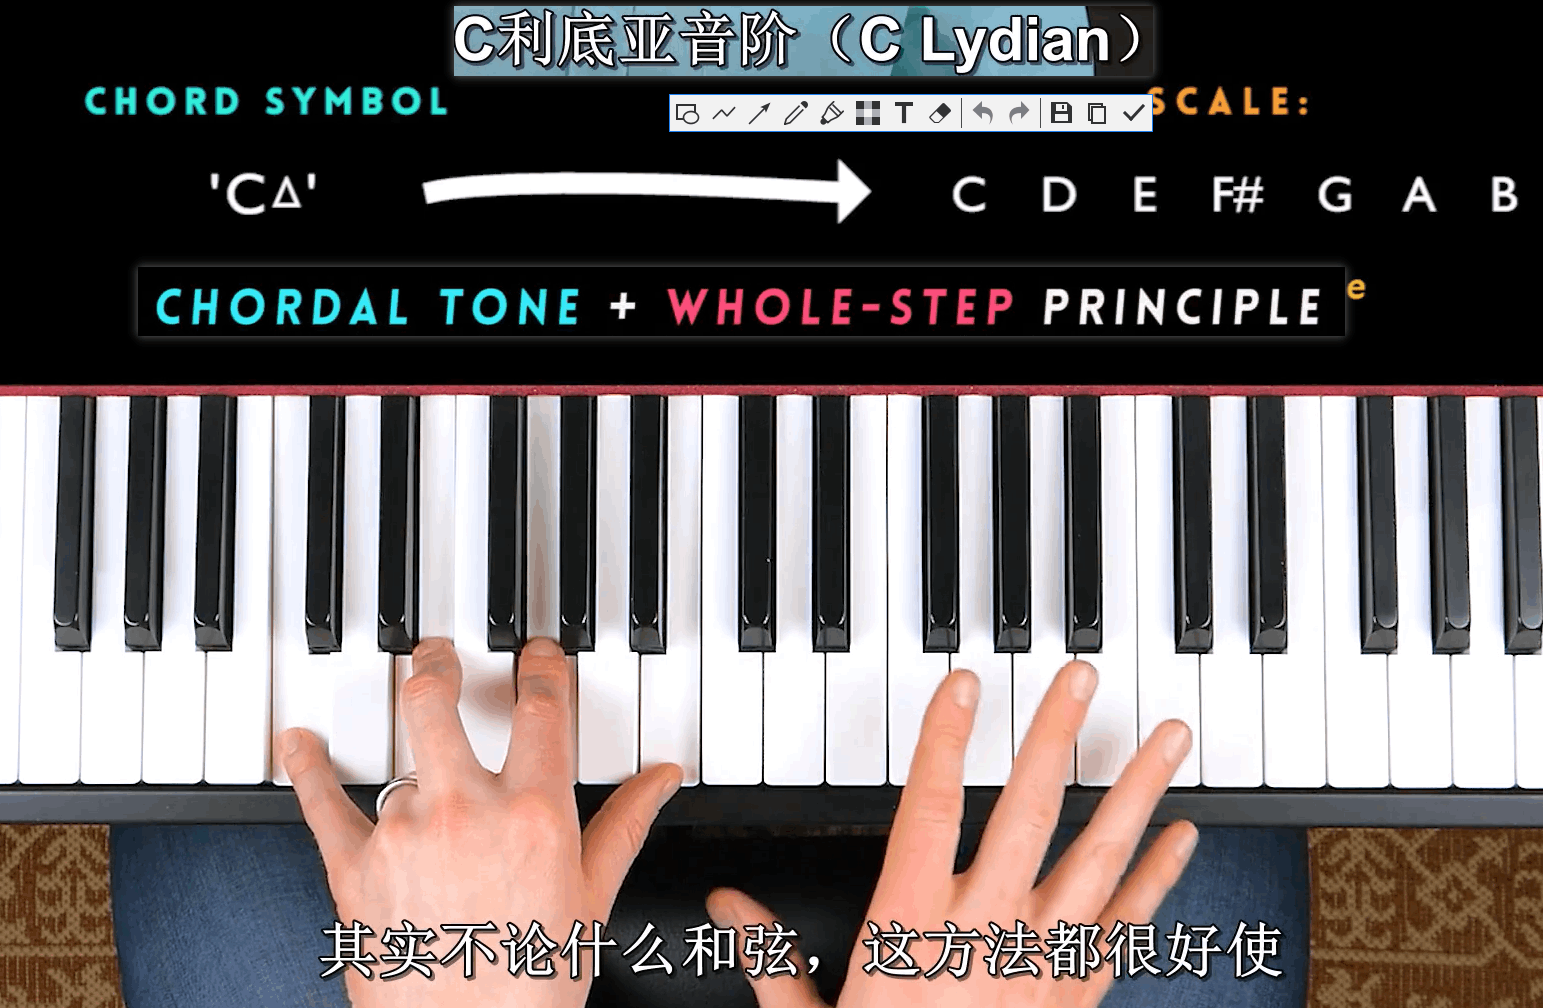 C利底亚音阶（C Lydian）
CHORD SYMBOL
SCALE:
'C△'
C D E F# G A B
CHORDAL TONE + WHOLE-STEP PRINCIPLE
e
其实不论什么和弦，这方法都很好使